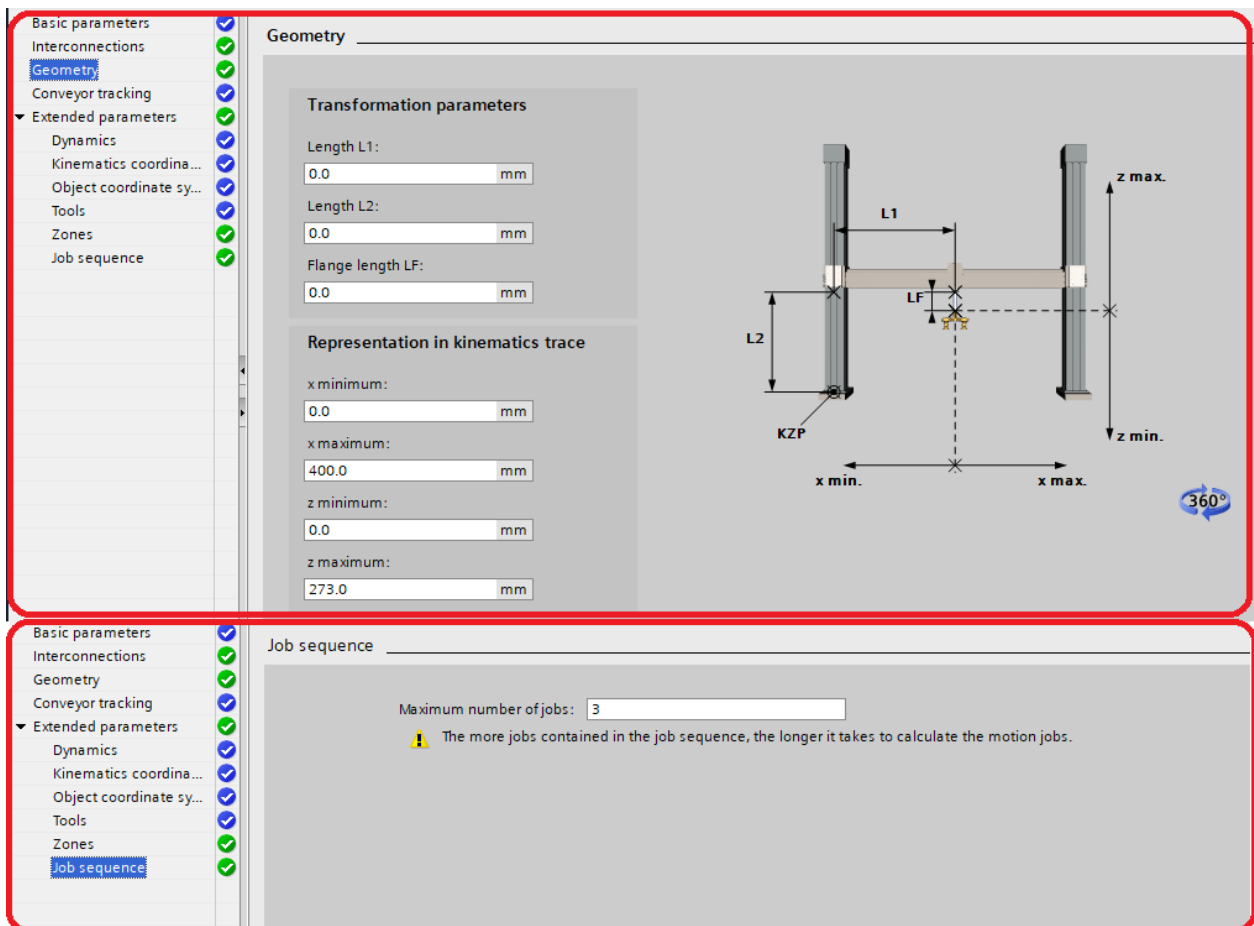 Basic parameters
Interconnections
Geometry
Conveyor tracking
Extended parameters
Dynamics
Kinematics coordina...
Object coordinate sy...
Tools
Zones
Job sequence
Geometry
Transformation parameters
Length L1:
0.0 mm
Length L2:
0.0 mm
Flange length LF:
0.0 mm
Representation in kinematics trace
x minimum:
0.0 mm
x maximum:
400.0 mm
z minimum:
0.0 mm
z maximum:
273.0 mm
z max.
L1
LF
L2
KZP
z min.
x min. x max.
360°
Basic parameters
Interconnections
Geometry
Conveyor tracking
Extended parameters
Dynamics
Kinematics coordina...
Object coordinate sy...
Tools
Zones
Job sequence
Job sequence
Maximum number of jobs: 3
The more jobs contained in the job sequence, the longer it takes to calculate the motion jobs.